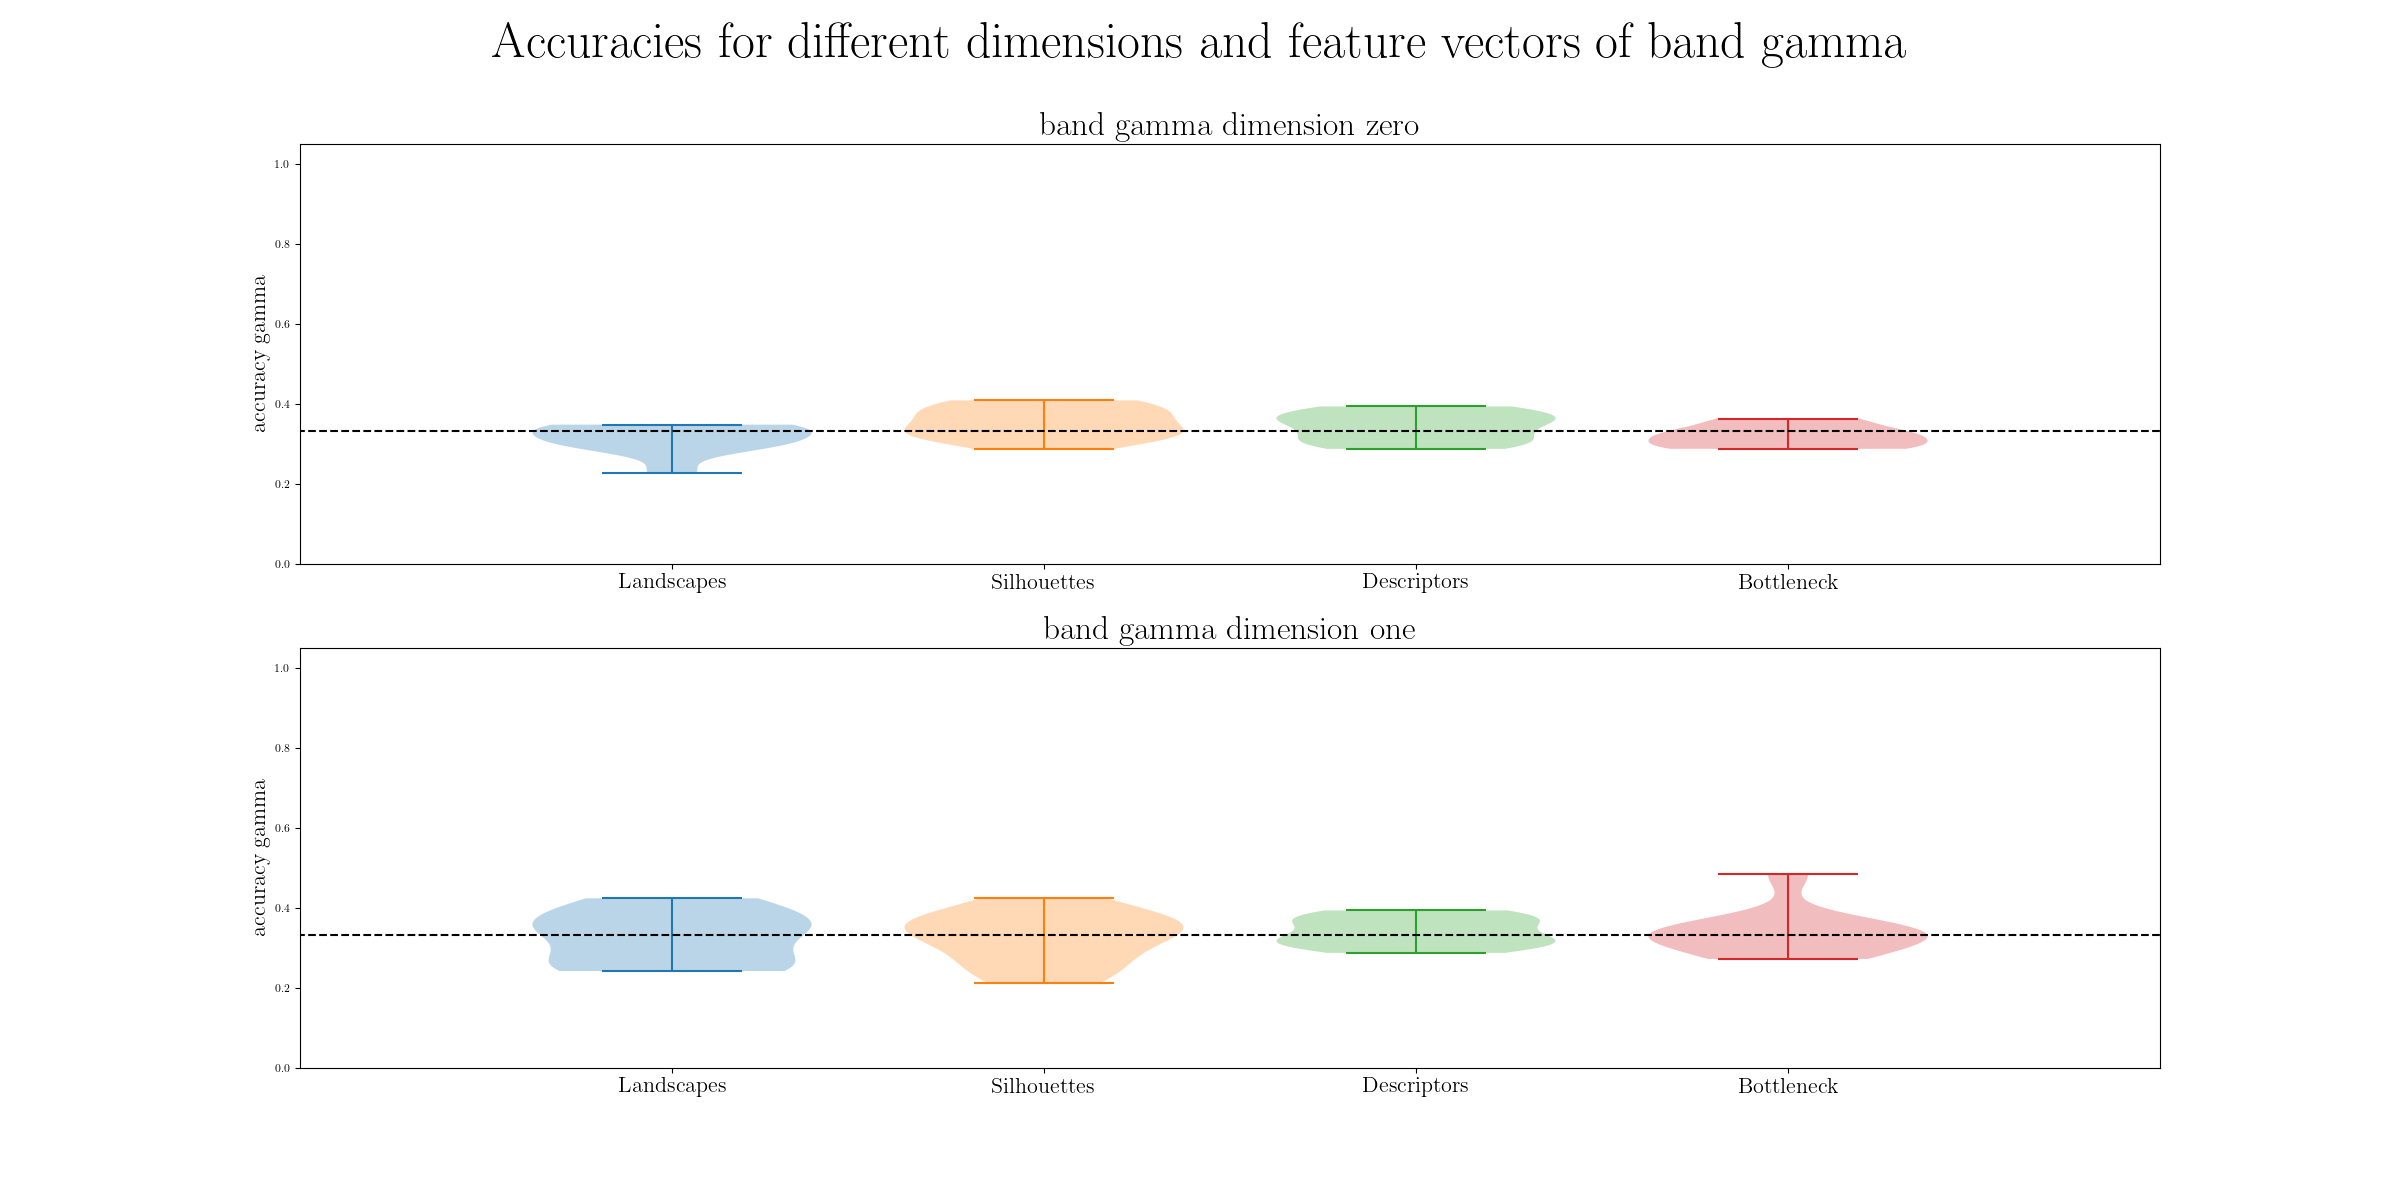 Accuracies for different dimensions and feature vectors of band gamma
band gamma dimension zero
1.0
0.8
0.6
0.4
0.2
0.0
accuracy gamma
Landscapes Silhouettes Descriptors Bottleneck
band gamma dimension one
1.0
0.8
0.6
0.4
0.2
0.0
accuracy gamma
Landscapes Silhouettes Descriptors Bottleneck